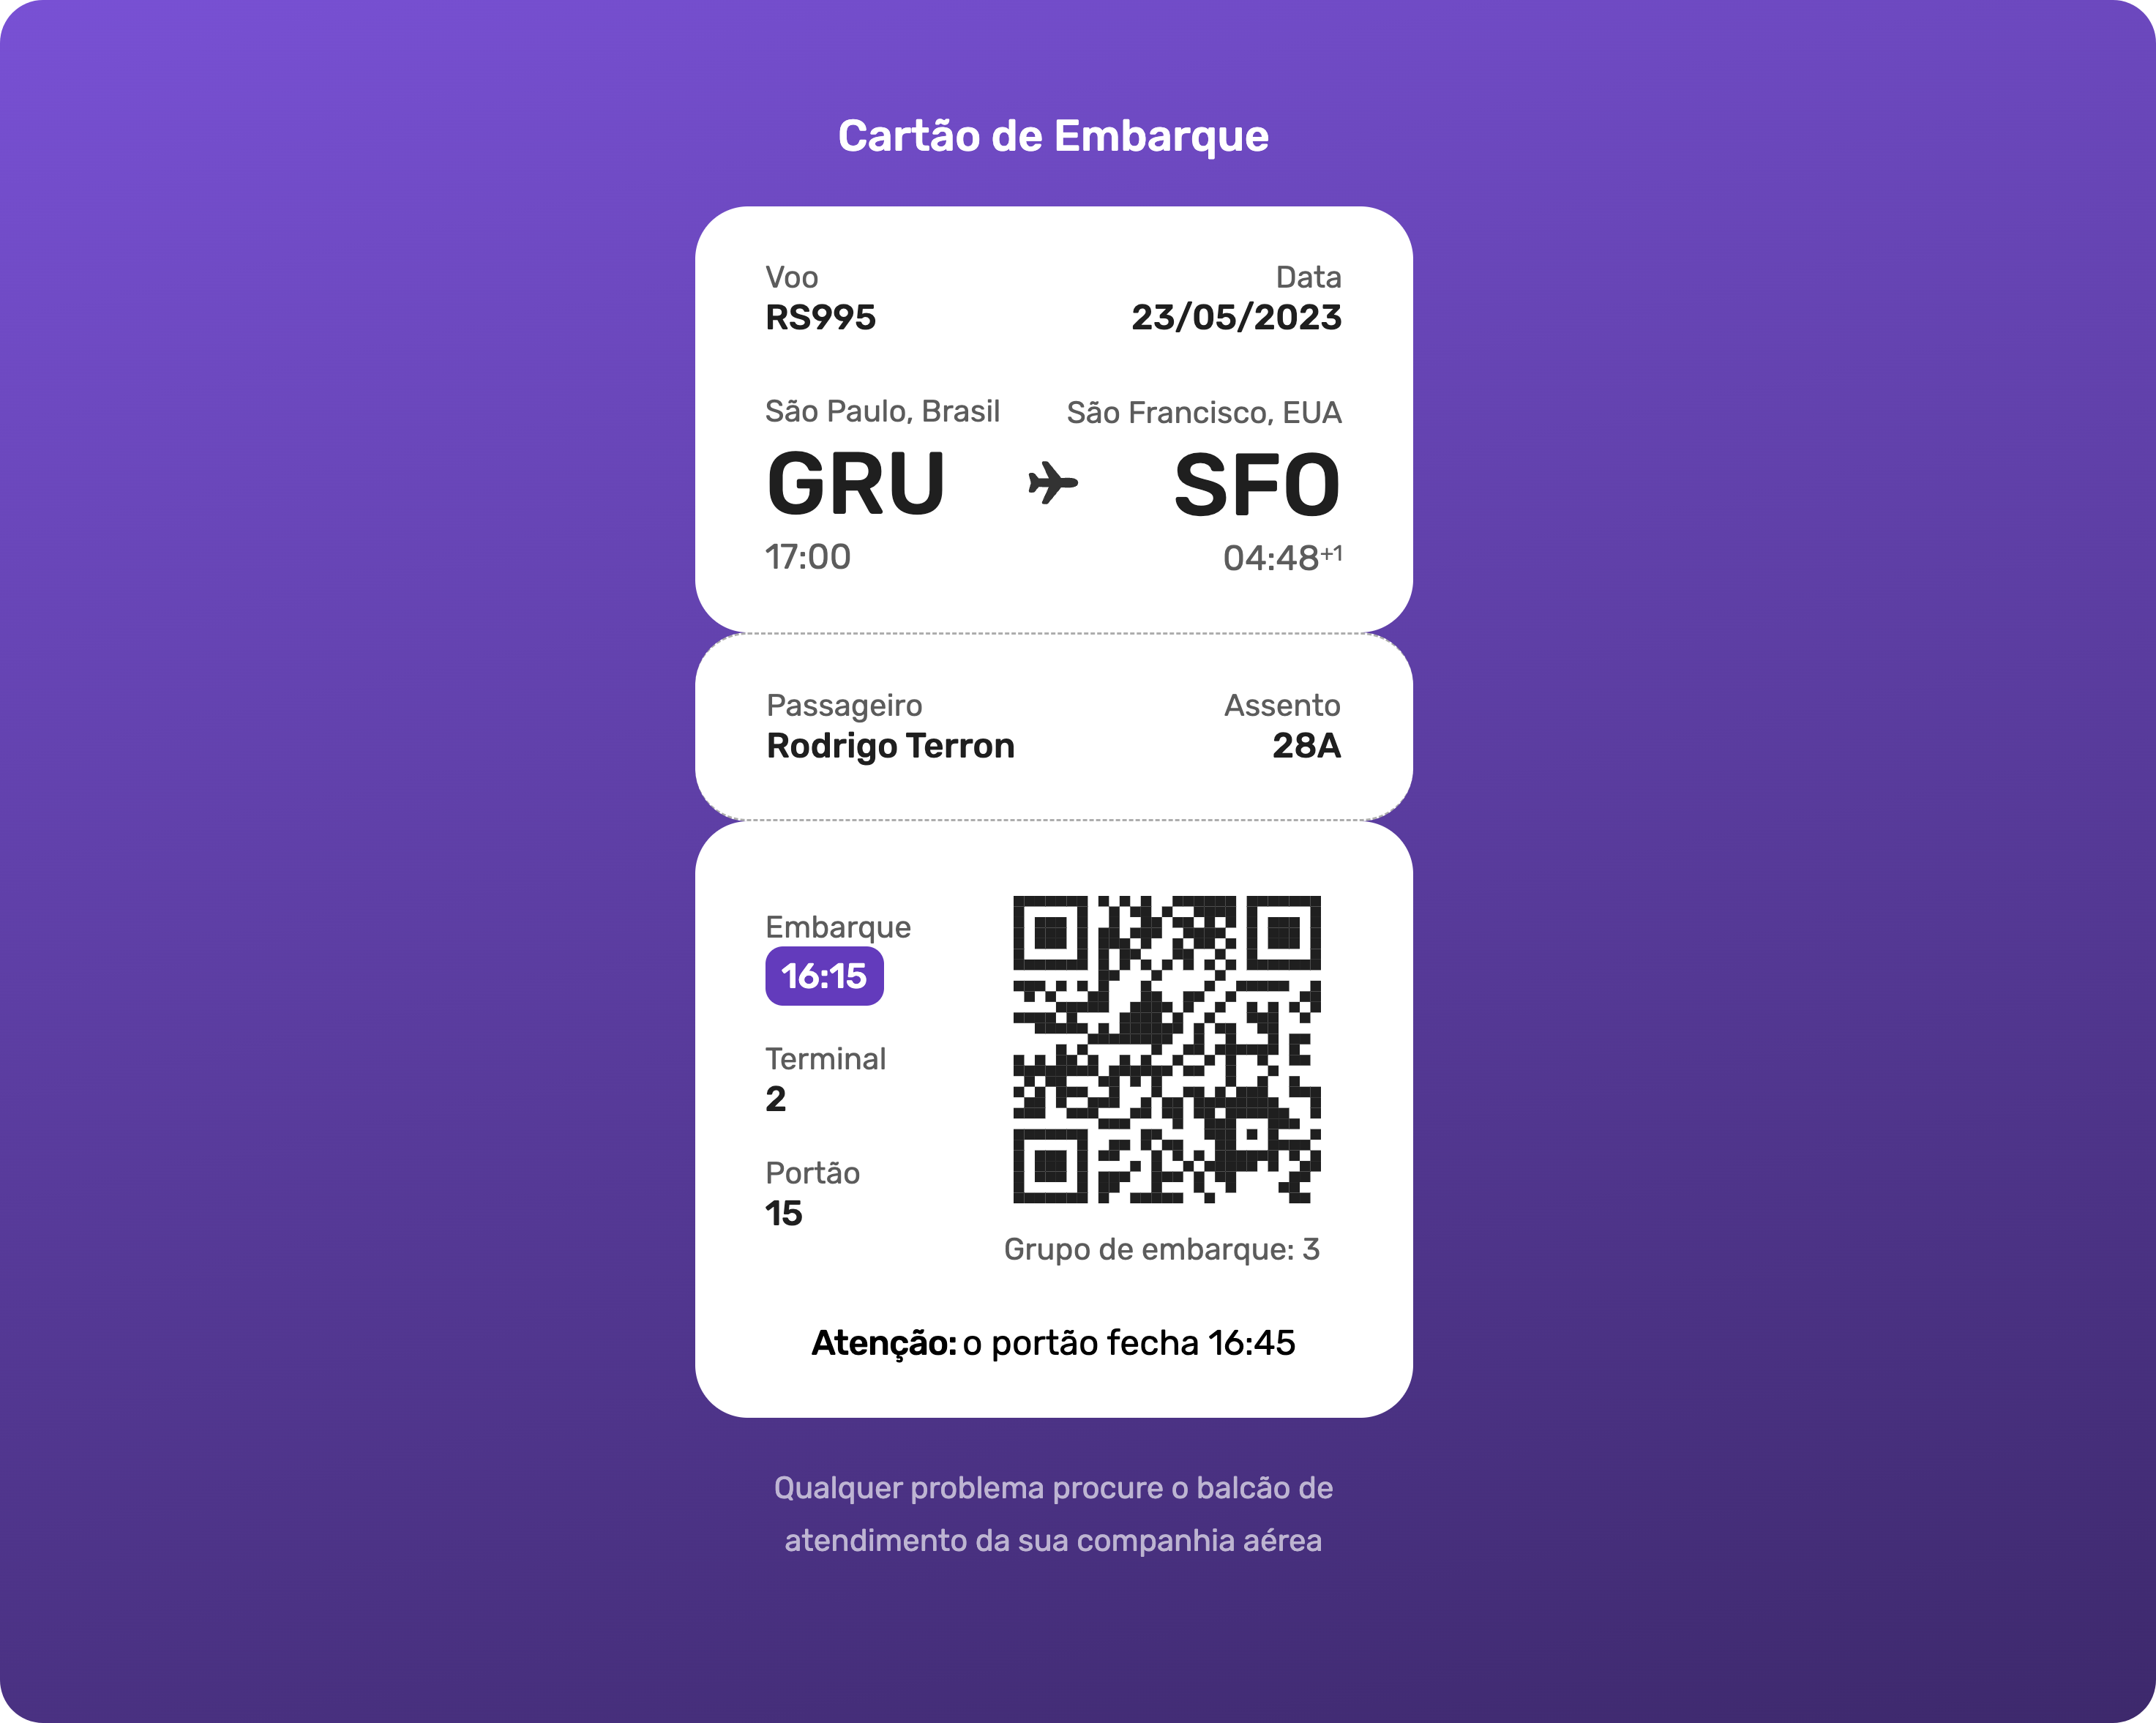 Cartão de Embarque
Voo
Data
RS995
23/05/2023
São Paulo, Brasil
São Francisco, EUA
GRU
SFO
17:00
04:48+1
Passageiro
Assento
Rodrigo Terron
28A
Embarque
16:15
Terminal
2
Portão
15
Grupo de embarque: 3
Atenção: o portão fecha 16:45
Qualquer problema procure o balcão de
atendimento da sua companhia aérea